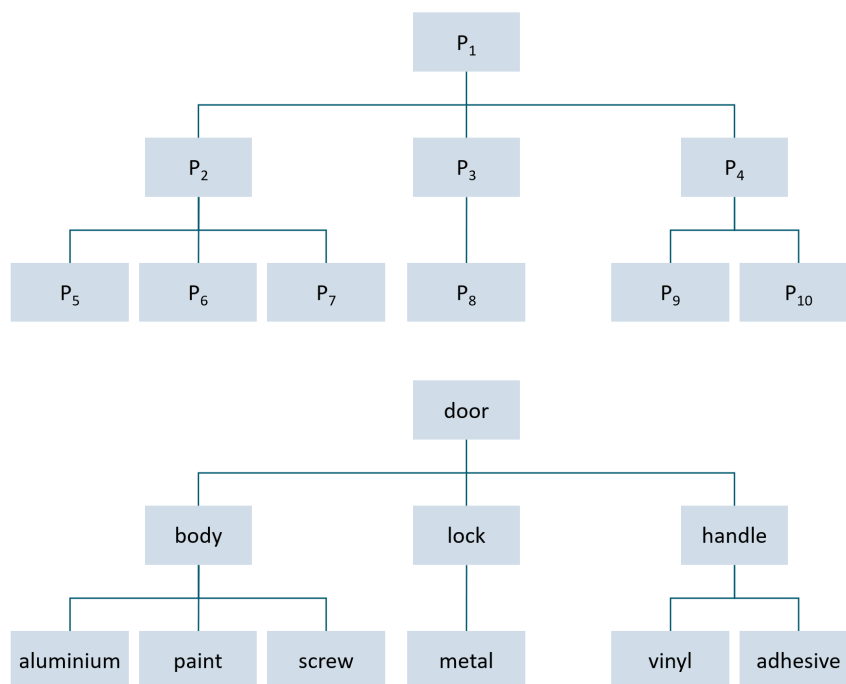 P₁
P₂ P₃ P₄
P₅ P₆ P₇ P₈ P₉ P₁₀
door
body lock handle
aluminium paint screw metal vinyl adhesive